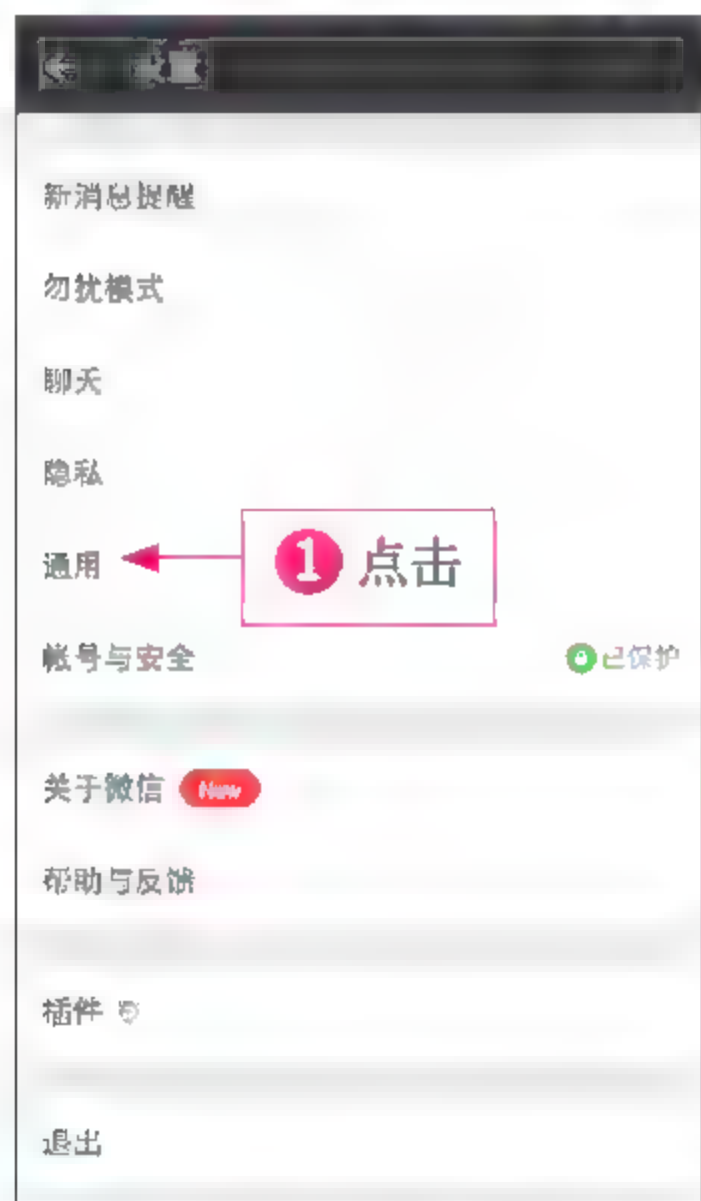 设置
新消息提醒
勿扰模式
聊天
隐私
通用 1 点击
帐号与安全 已保护
关于微信 New
帮助与反馈
插件
退出